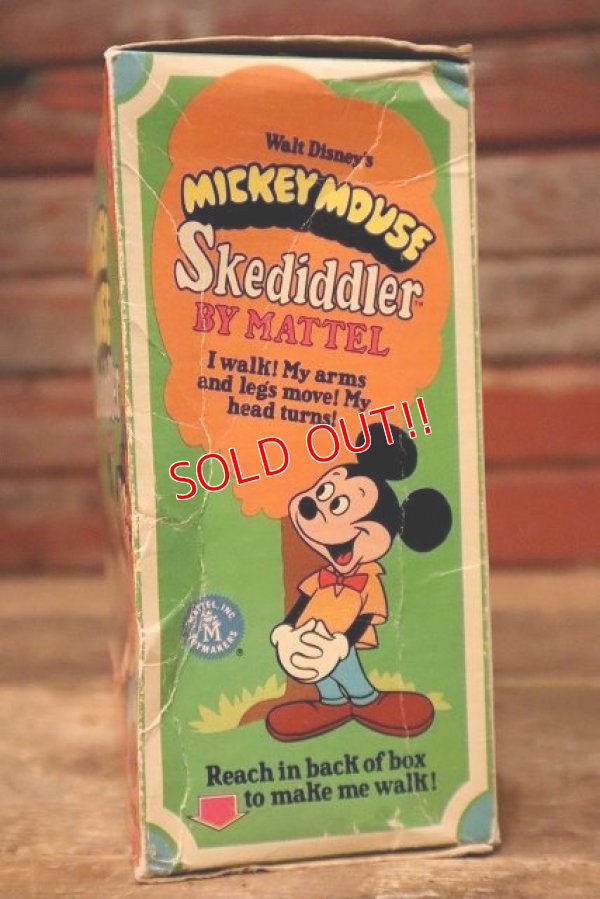 Walt Disney's
MICKEY MOUSE
Skediddler™
BY MATTEL
I walk! My arms
and legs move! My
head turns!
SOLD OUT!!
MATTEL, INC.
M
TOYMAKERS
®
Reach in back of box
to make me walk!